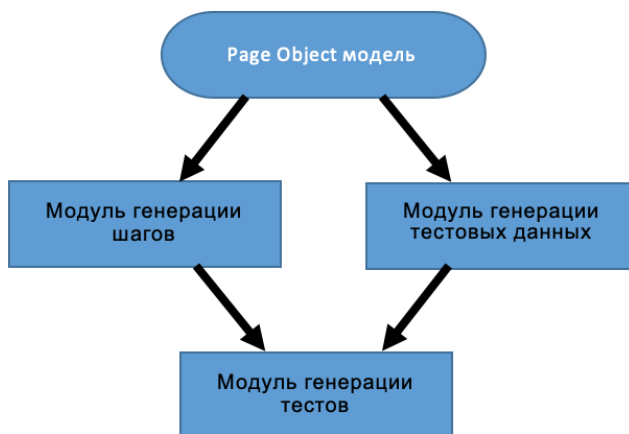 Page Object модель
Модуль генерации
шагов
Модуль генерации
тестовых данных
Модуль генерации
тестов